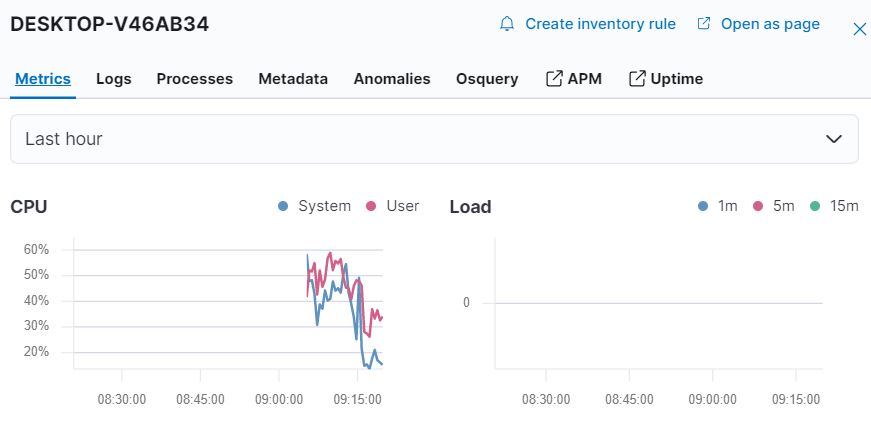 DESKTOP-V46AB34 Create inventory rule Open as page
Metrics Logs Processes Metadata Anomalies Osquery APM Uptime
Last hour
CPU System User
60%
50%
40%
30%
20%
08:30:00 08:45:00 09:00:00 09:15:00
Load 1m 5m 15m
0
08:30:00 08:45:00 09:00:00 09:15:00